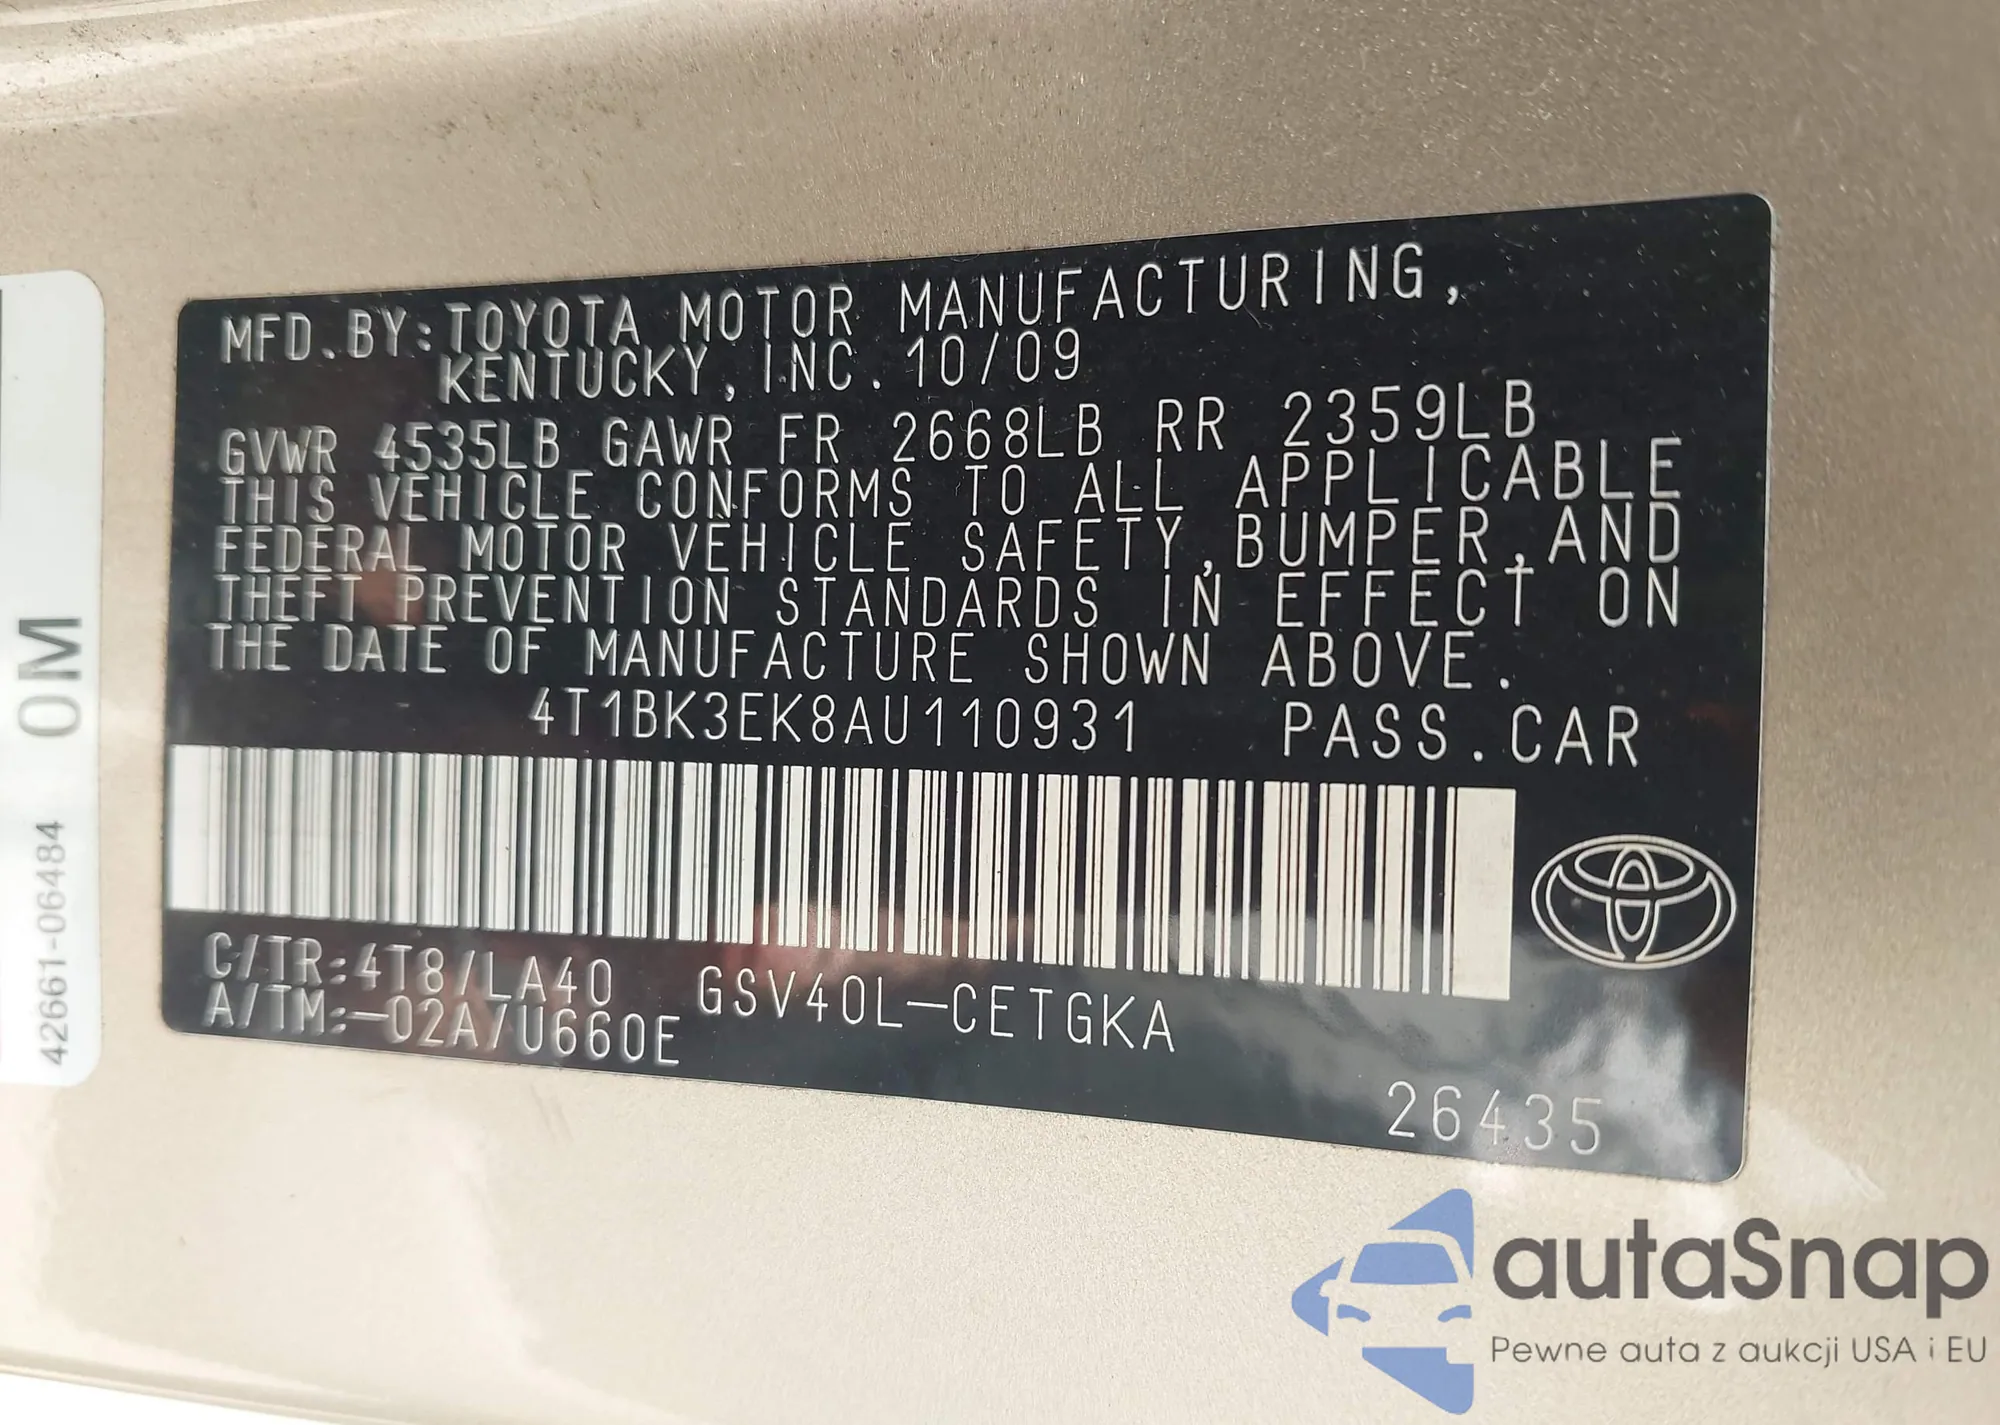 MFD.BY:TOYOTA MOTOR MANUFACTURING,
KENTUCKY, INC. 10/09
GVWR 4535LB GAWR FR 2668LB RR 2359LB
THIS VEHICLE CONFORMS TO ALL APPLICABLE
FEDERAL MOTOR VEHICLE SAFETY,BUMPER,AND
THEFT PREVENTION STANDARDS IN EFFECT ON
THE DATE OF MANUFACTURE SHOWN ABOVE.
4T1BK3EK8AU110931 PASS.CAR
C/TR:4T8/LA40 GSV40L-CETGKA
A/TM:-02A/U660E
26435
0M
42661-06484
autaSnap
Pewne auta z aukcji USA i EU